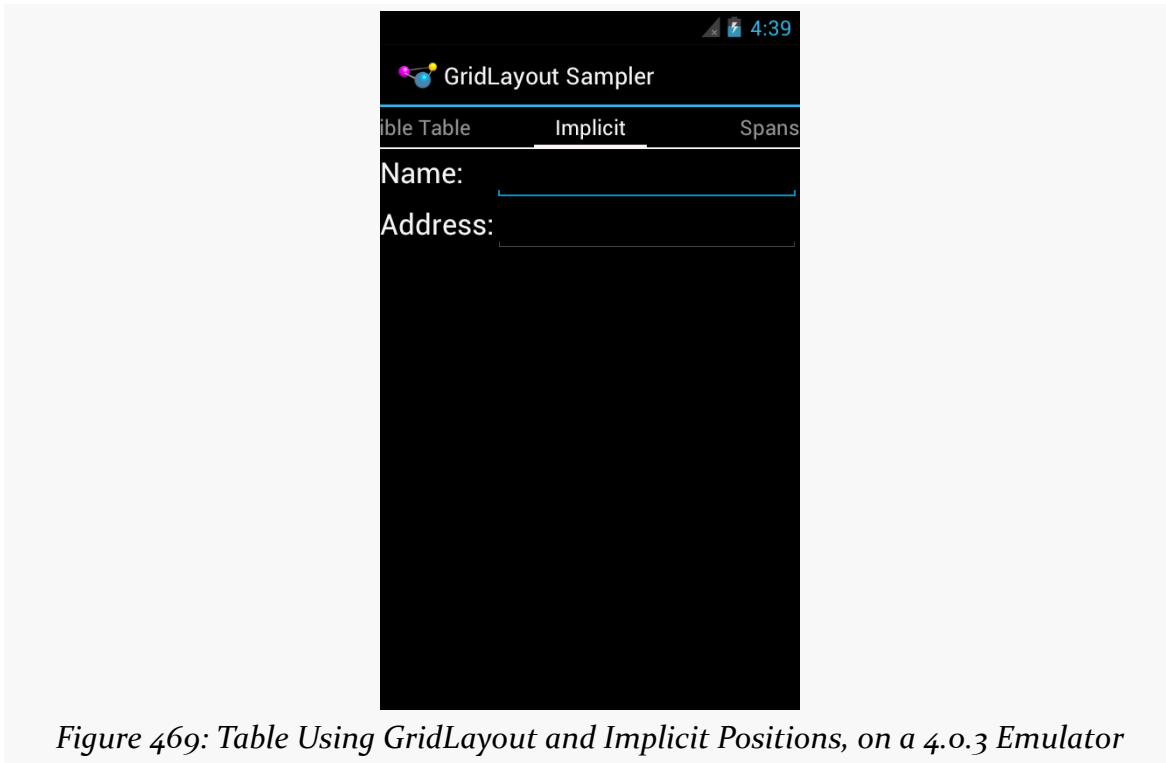 4:39
GridLayout Sampler
ible Table Implicit Spans
Name:
Address:
Figure 469: Table Using GridLayout and Implicit Positions, on a 4.0.3 Emulator